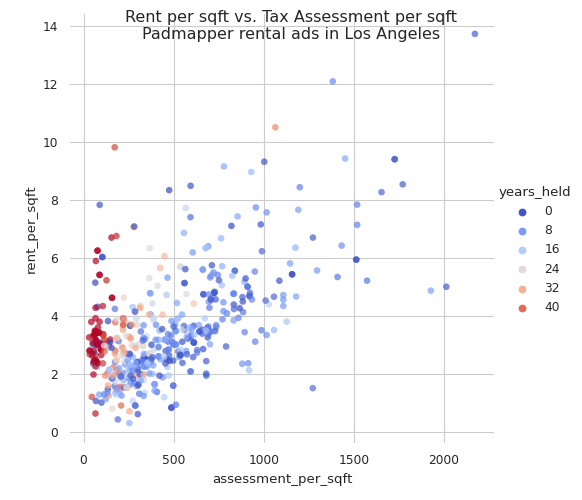 Rent per sqft vs. Tax Assessment per sqft
Padmapper rental ads in Los Angeles
14
12
10
8
6
4
2
0
rent_per_sqft
0 500 1000 1500 2000
assessment_per_sqft
years_held
0
8
16
24
32
40